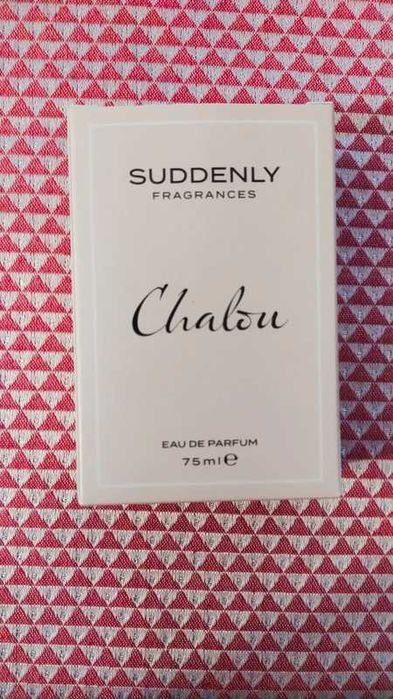 SUDDENLY
FRAGRANCES
Chalou
EAU DE PARFUM
75ml℮